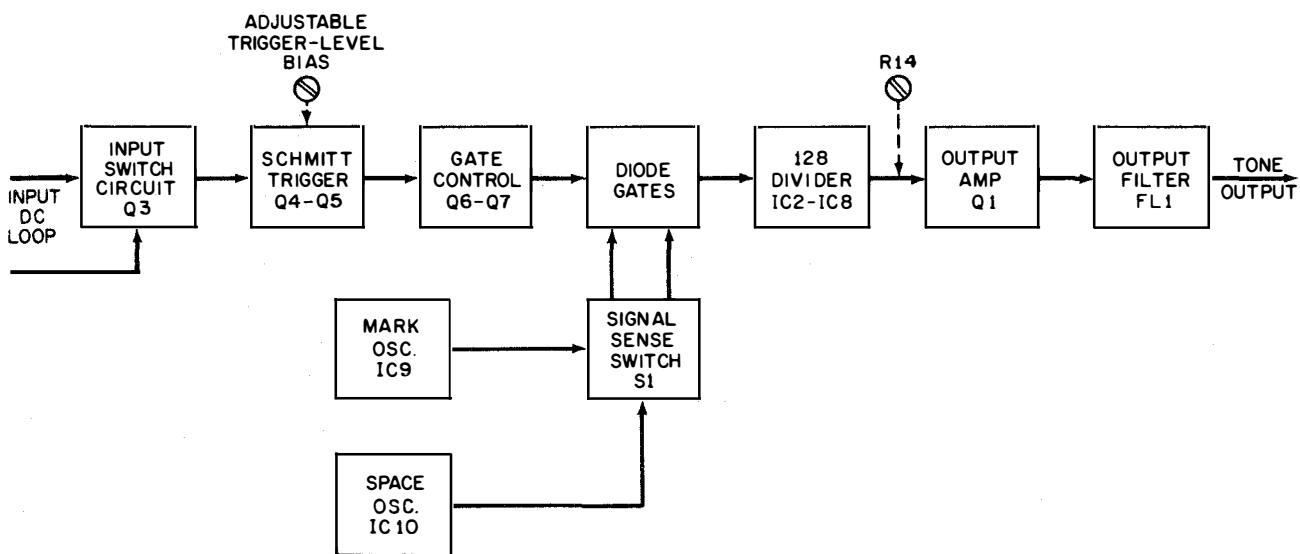 ADJUSTABLE
TRIGGER-LEVEL
BIAS
R14
INPUT
DC
LOOP
INPUT
SWITCH
CIRCUIT
Q3
SCHMITT
TRIGGER
Q4-Q5
GATE
CONTROL
Q6-Q7
DIODE
GATES
128
DIVIDER
IC2-IC8
OUTPUT
AMP
Q1
OUTPUT
FILTER
FL1
TONE
OUTPUT
MARK
OSC.
IC9
SIGNAL
SENSE
SWITCH
S1
SPACE
OSC.
IC10